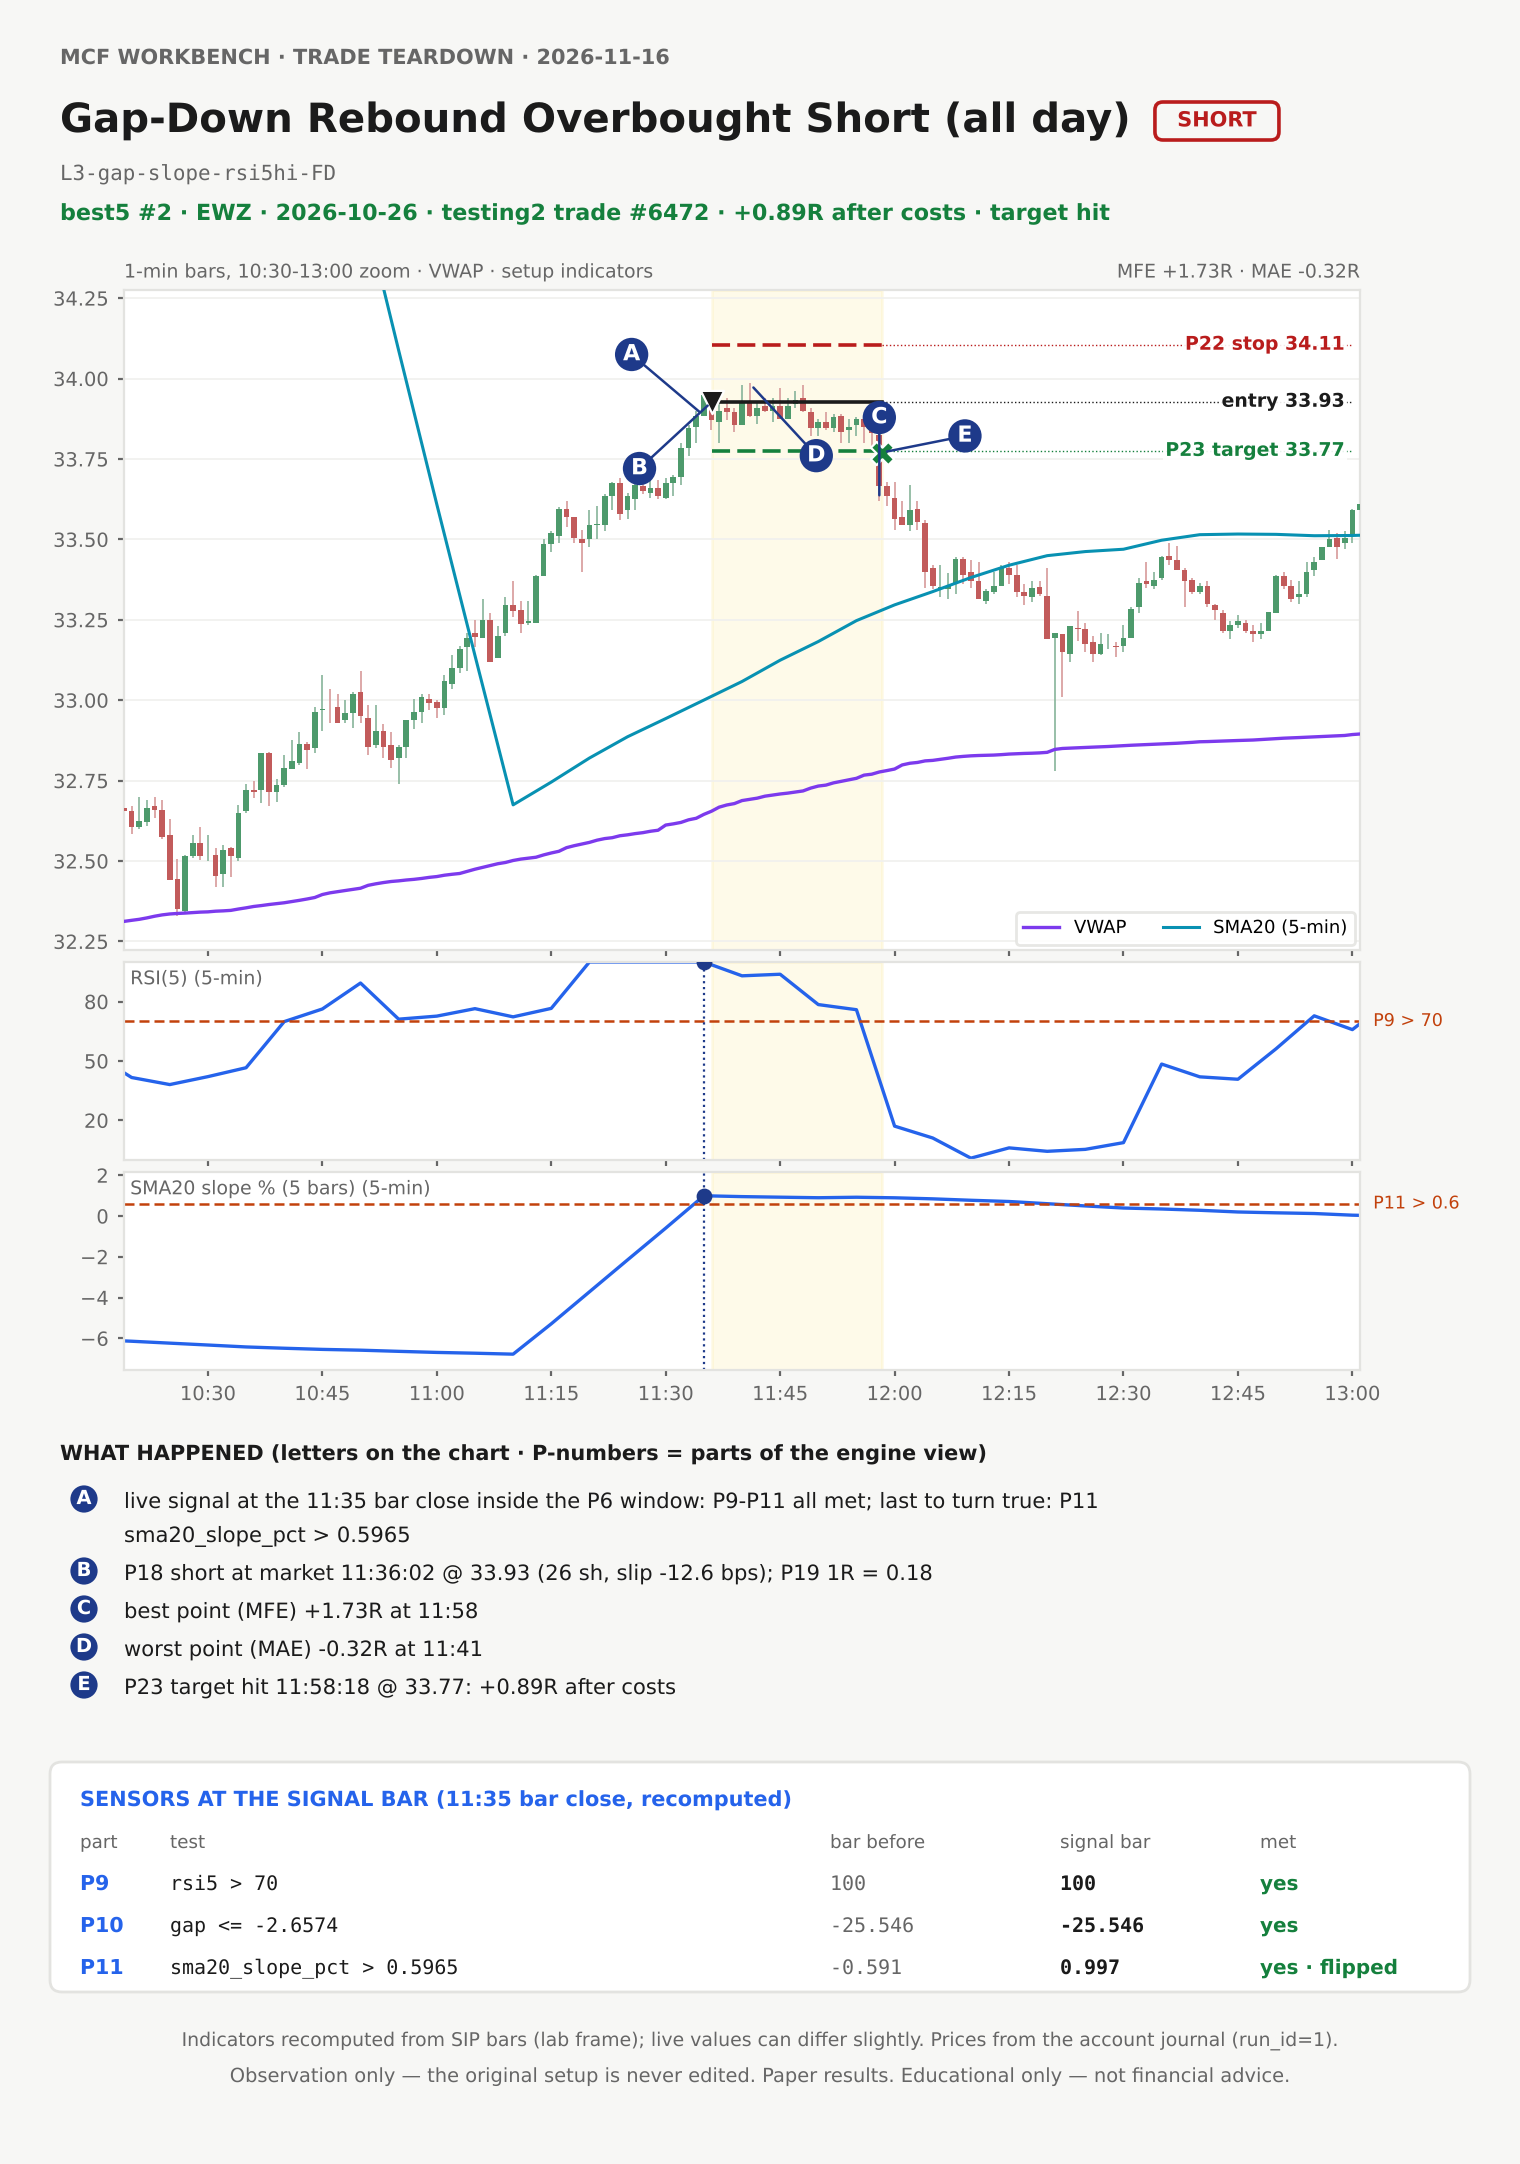 MCF WORKBENCH · TRADE TEARDOWN · 2026-11-16
Gap-Down Rebound Overbought Short (all day) SHORT
L3-gap-slope-rsi5hi-FD
best5 #2 · EWZ · 2026-10-26 · testing2 trade #6472 · +0.89R after costs · target hit
1-min bars, 10:30-13:00 zoom · VWAP · setup indicators MFE +1.73R · MAE -0.32R
34.25
A P22 stop 34.11
34.00
entry 33.93
C
E
P23 target 33.77
33.75
B D
33.50
33.25
33.00
32.75
32.50
32.25
VWAP SMA20 (5-min)
RSI(5) (5-min)
80
P9 > 70
50
20
2
SMA20 slope % (5 bars) (5-min)
P11 > 0.6
0
−2
−4
−6
10:30 10:45 11:00 11:15 11:30 11:45 12:00 12:15 12:30 12:45 13:00
WHAT HAPPENED (letters on the chart · P-numbers = parts of the engine view)
A live signal at the 11:35 bar close inside the P6 window: P9-P11 all met; last to turn true: P11
sma20_slope_pct > 0.5965
B P18 short at market 11:36:02 @ 33.93 (26 sh, slip -12.6 bps); P19 1R = 0.18
C best point (MFE) +1.73R at 11:58
D worst point (MAE) -0.32R at 11:41
E P23 target hit 11:58:18 @ 33.77: +0.89R after costs
SENSORS AT THE SIGNAL BAR (11:35 bar close, recomputed)
part test bar before signal bar met
P9 rsi5 > 70 100 100 yes
P10 gap <= -2.6574 -25.546 -25.546 yes
P11 sma20_slope_pct > 0.5965 -0.591 0.997 yes · flipped
Indicators recomputed from SIP bars (lab frame); live values can differ slightly. Prices from the account journal (run_id=1).
Observation only — the original setup is never edited. Paper results. Educational only — not financial advice.